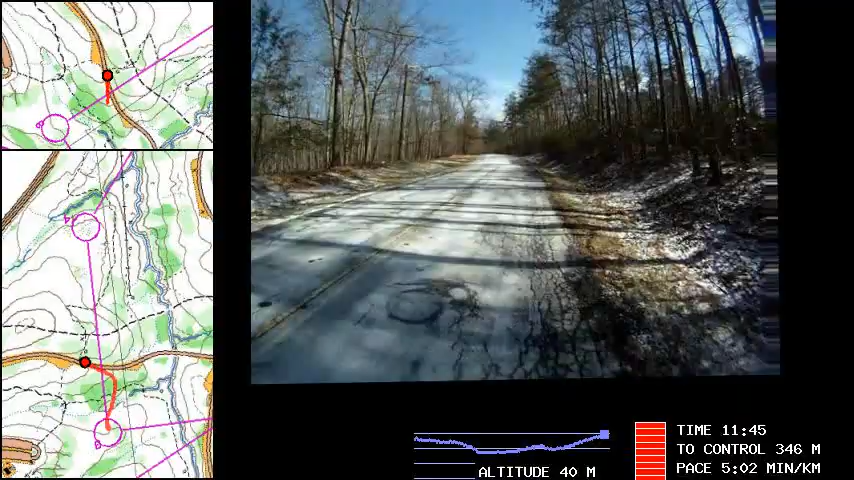 TIME 11:45
TO CONTROL 346 M
ALTITUDE 40 M
PACE 5:02 MIN/KM